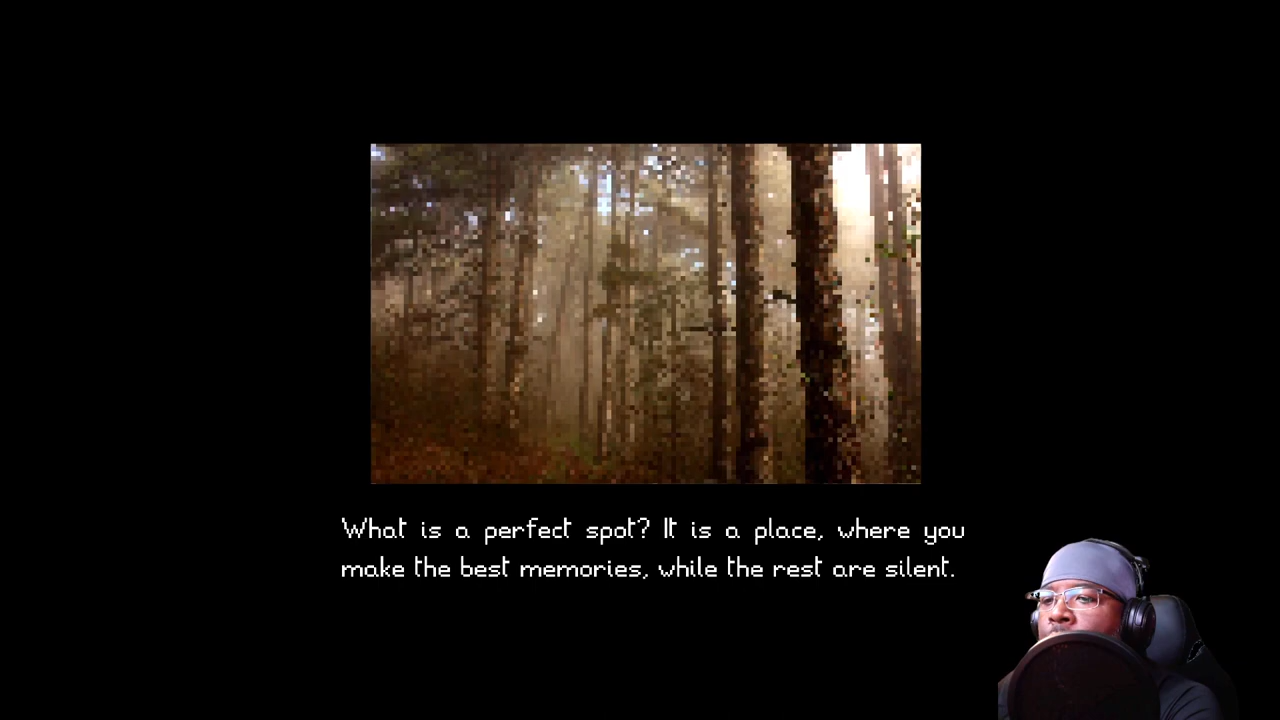 What is a perfect spot? It is a place, where you
make the best memories, while the rest are silent.